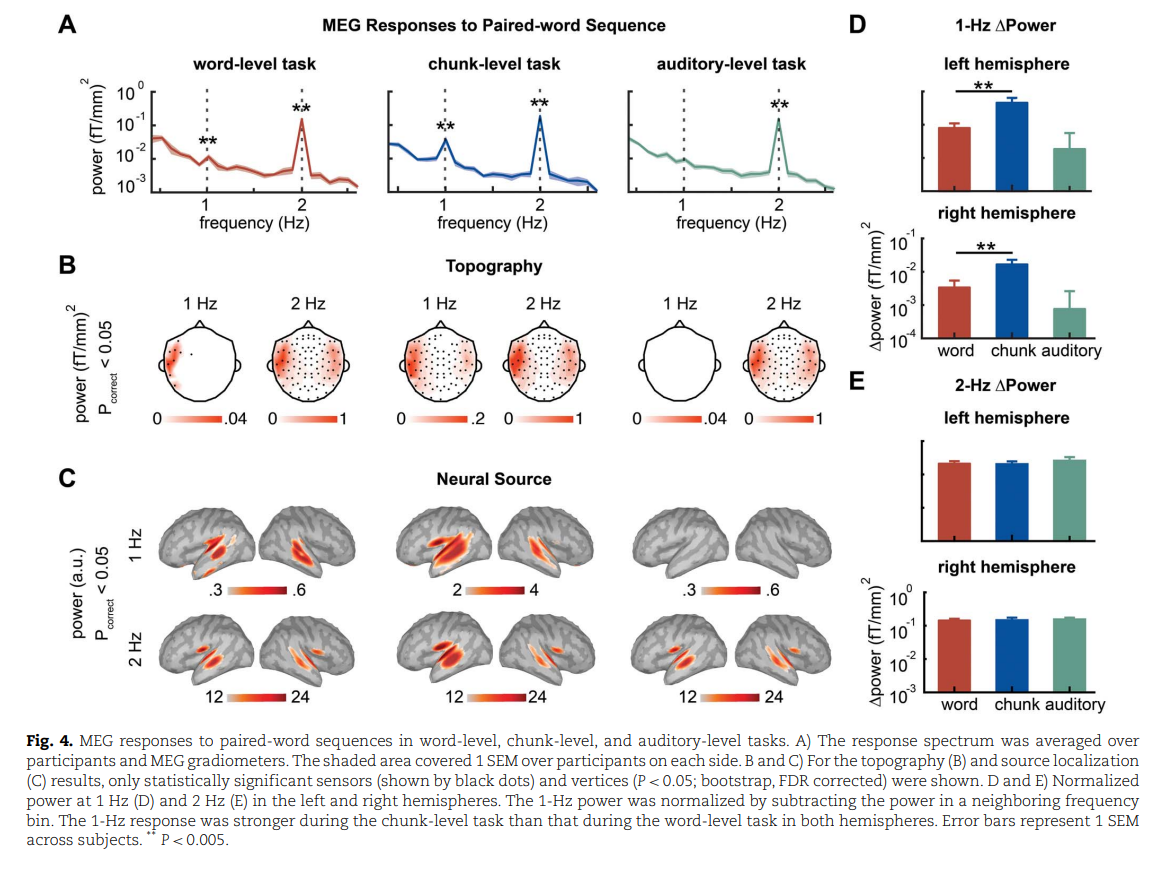 A
MEG Responses to Paired-word Sequence
word-level task
chunk-level task
auditory-level task
power (fT/mm)²
10⁰
10⁻¹
10⁻²
10⁻³
**
**
**
**
**
1
2
1
2
1
2
frequency (Hz)
frequency (Hz)
frequency (Hz)
B
Topography
power (fT/mm)²
P correct < 0.05
1 Hz
2 Hz
1 Hz
2 Hz
1 Hz
2 Hz
0 .04
0 1
0 .2
0 1
0 .04
0 1
C
Neural Source
power (a.u.)
P correct < 0.05
1 Hz
.3 .6
2 4
.3 .6
2 Hz
12 24
12 24
12 24
D
1-Hz ΔPower
left hemisphere
**
right hemisphere
Δpower (fT/mm)²
10⁻¹
10⁻²
10⁻³
10⁻⁴
**
word chunk auditory
E
2-Hz ΔPower
left hemisphere
right hemisphere
Δpower (fT/mm)²
10⁰
10⁻¹
10⁻²
10⁻³
word chunk auditory
Fig. 4. MEG responses to paired-word sequences in word-level, chunk-level, and auditory-level tasks. A) The response spectrum was averaged over
participants and MEG gradiometers. The shaded area covered 1 SEM over participants on each side. B and C) For the topography (B) and source localization
(C) results, only statistically significant sensors (shown by black dots) and vertices (P < 0.05; bootstrap, FDR corrected) were shown. D and E) Normalized
power at 1 Hz (D) and 2 Hz (E) in the left and right hemispheres. The 1-Hz power was normalized by subtracting the power in a neighboring frequency
bin. The 1-Hz response was stronger during the chunk-level task than that during the word-level task in both hemispheres. Error bars represent 1 SEM
across subjects. ** P < 0.005.